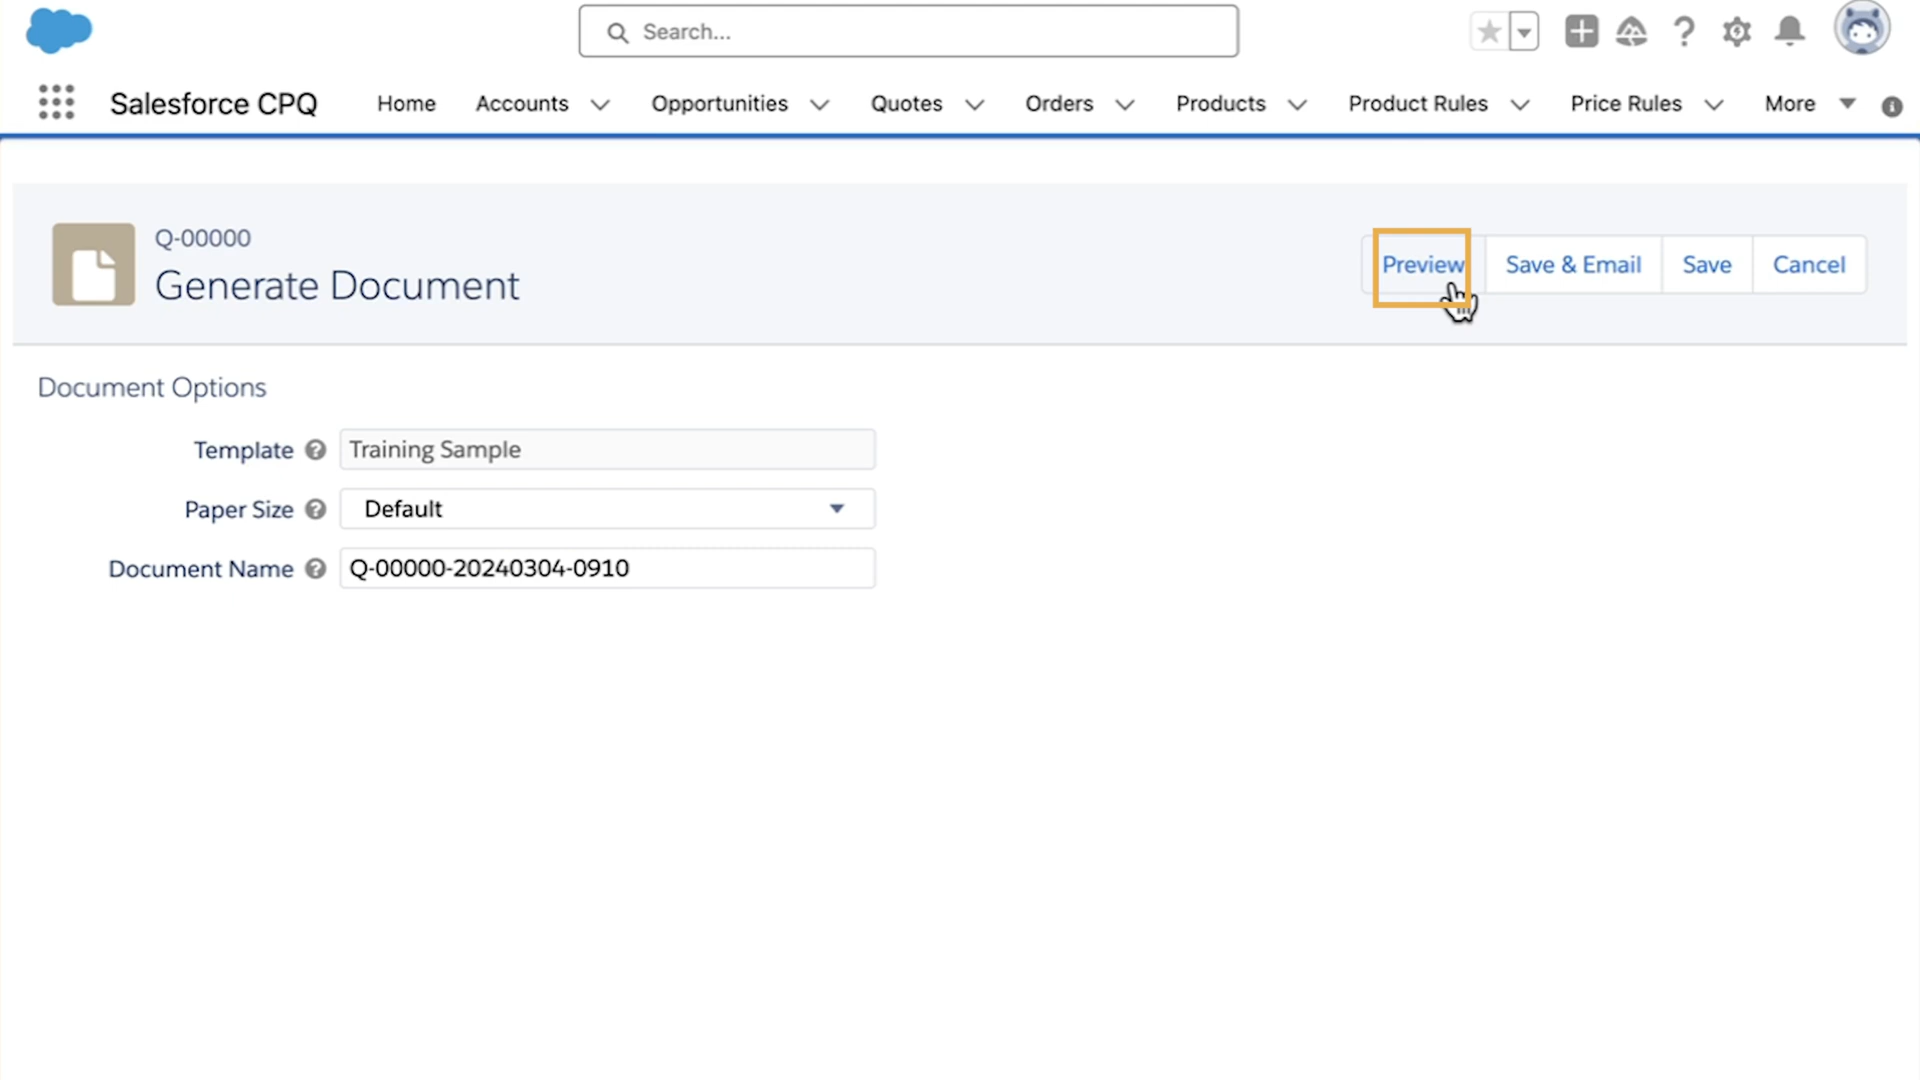 Search...
Salesforce CPQ Home Accounts Opportunities Quotes Orders Products Product Rules Price Rules More
Q-00000
Generate Document
Preview Save & Email Save Cancel
Document Options
Template Training Sample
Paper Size Default
Document Name Q-00000-20240304-0910